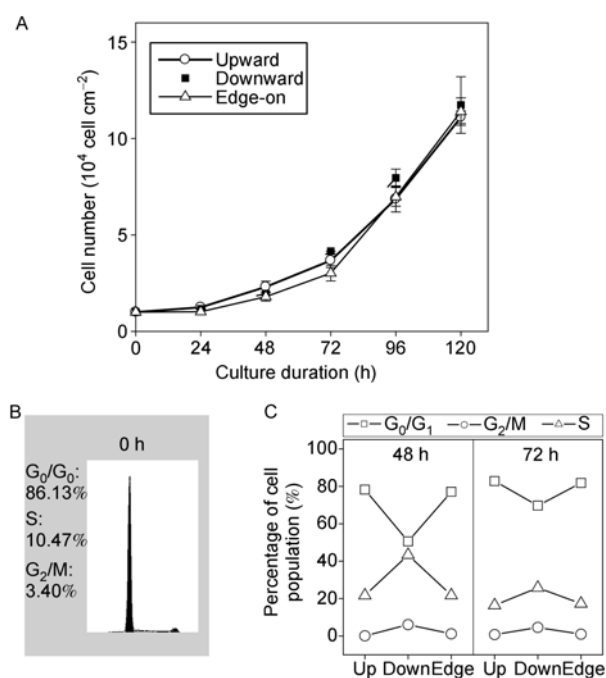 A
15
10
5
0
Cell number (10⁴ cell cm⁻²)
Upward
Downward
Edge-on
0 24 48 72 96 120
Culture duration (h)
B
0 h
G₀/G₀:
86.13%
S:
10.47%
G₂/M:
3.40%
C
G₀/G₁ G₂/M S
48 h 72 h
100
80
60
40
20
0
Percentage of cell
population (%)
Up Down Edge Up Down Edge